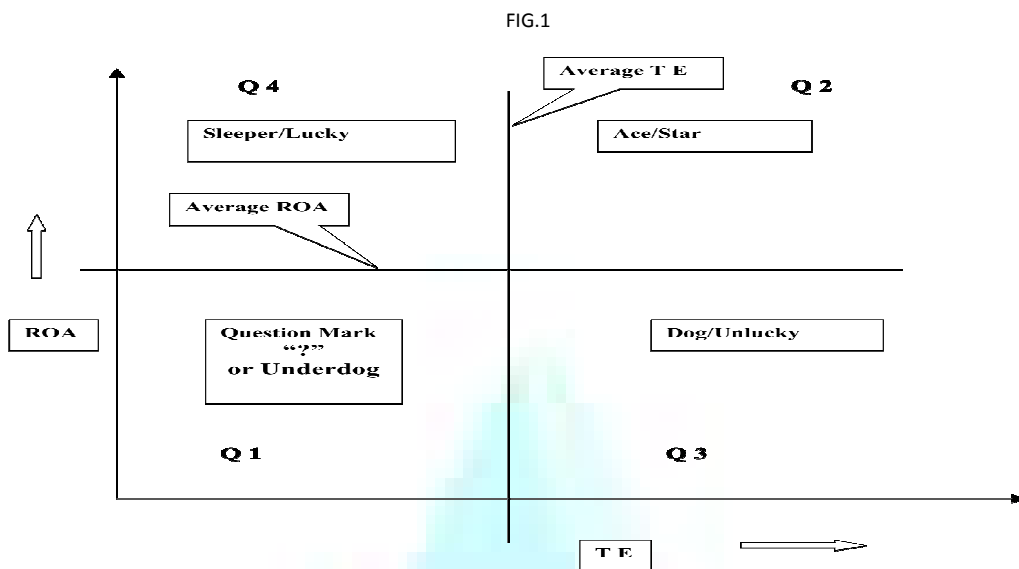 FIG.1
Q 4
Average T E
Q 2
Sleeper/Lucky
Ace/Star
Average ROA
ROA
Question Mark
“?”
or Underdog
Dog/Unlucky
Q 1
Q 3
T E